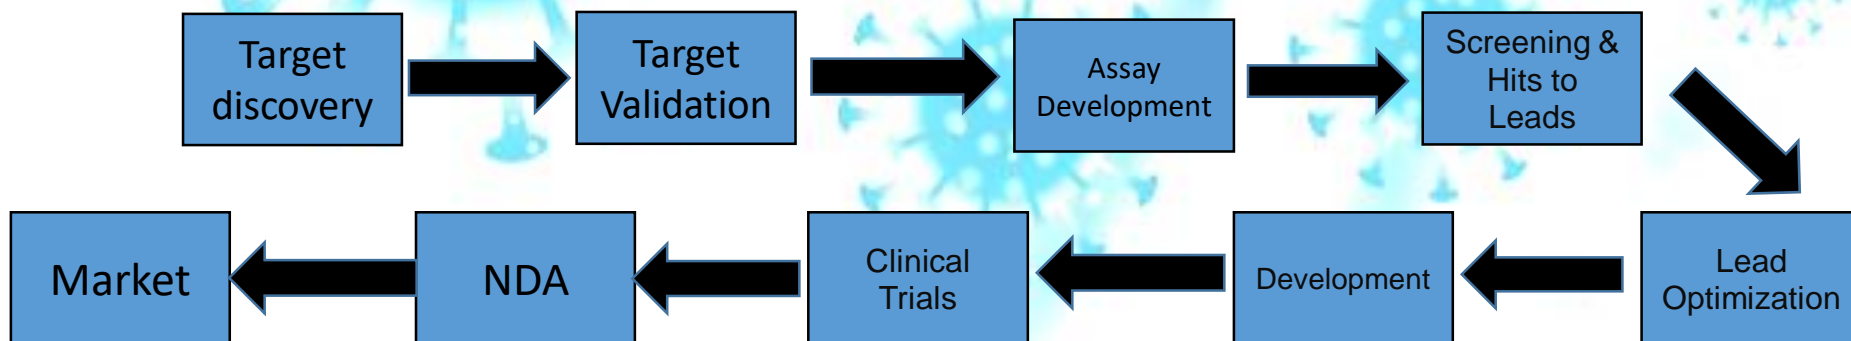 Target
discovery
Target
Validation
Assay
Development
Screening &
Hits to
Leads
Lead
Optimization
Development
Clinical
Trials
NDA
Market